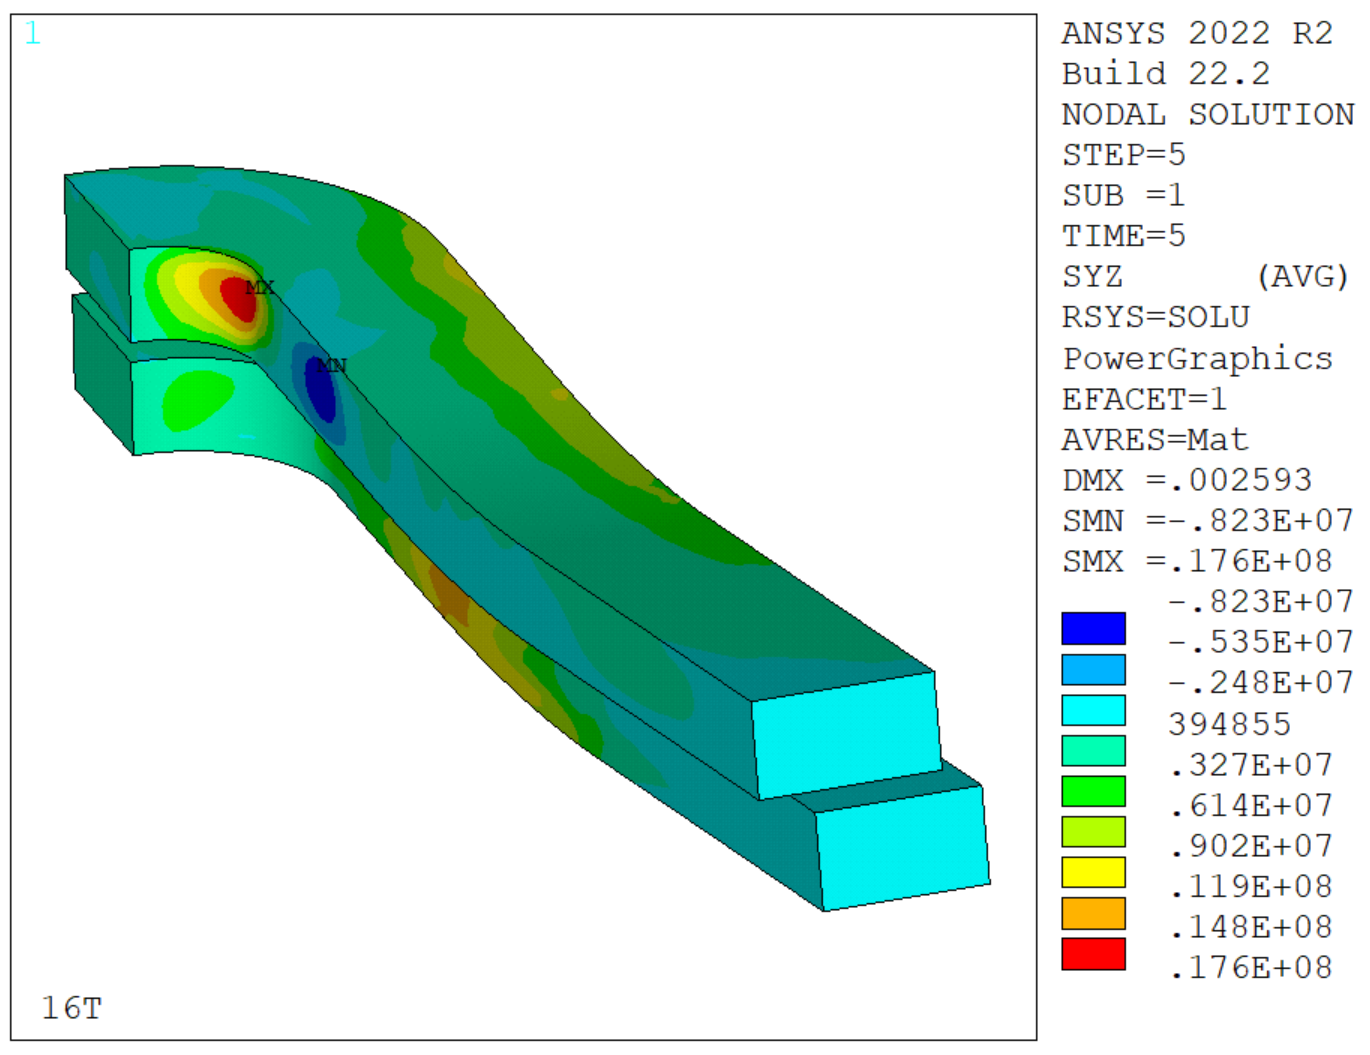 1
ANSYS 2022 R2
Build 22.2
NODAL SOLUTION
STEP=5
SUB =1
TIME=5
SYZ (AVG)
RSYS=SOLU
PowerGraphics
EFACET=1
AVRES=Mat
DMX =.002593
SMN =-.823E+07
SMX =.176E+08
-.823E+07
-.535E+07
-.248E+07
394855
.327E+07
.614E+07
.902E+07
.119E+08
.148E+08
.176E+08
MX
MN
16T